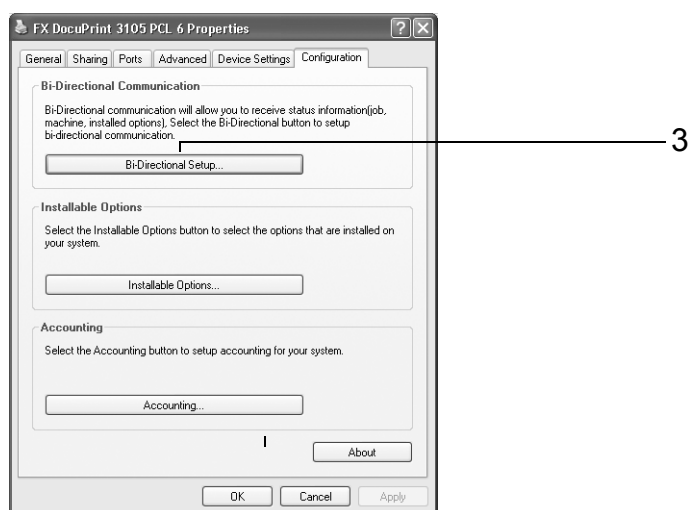 FX DocuPrint 3105 PCL 6 Properties
General Sharing Ports Advanced Device Settings Configuration
Bi-Directional Communication
Bi-Directional communication will allow you to receive status information(job,
machine, installed options), Select the Bi-Directional button to setup
bi-directional communication.
3
Bi-Directional Setup...
Installable Options
Select the Installable Options button to select the options that are installed on
your system.
Installable Options...
Accounting
Select the Accounting button to setup accounting for your system.
Accounting...
About
OK Cancel Apply